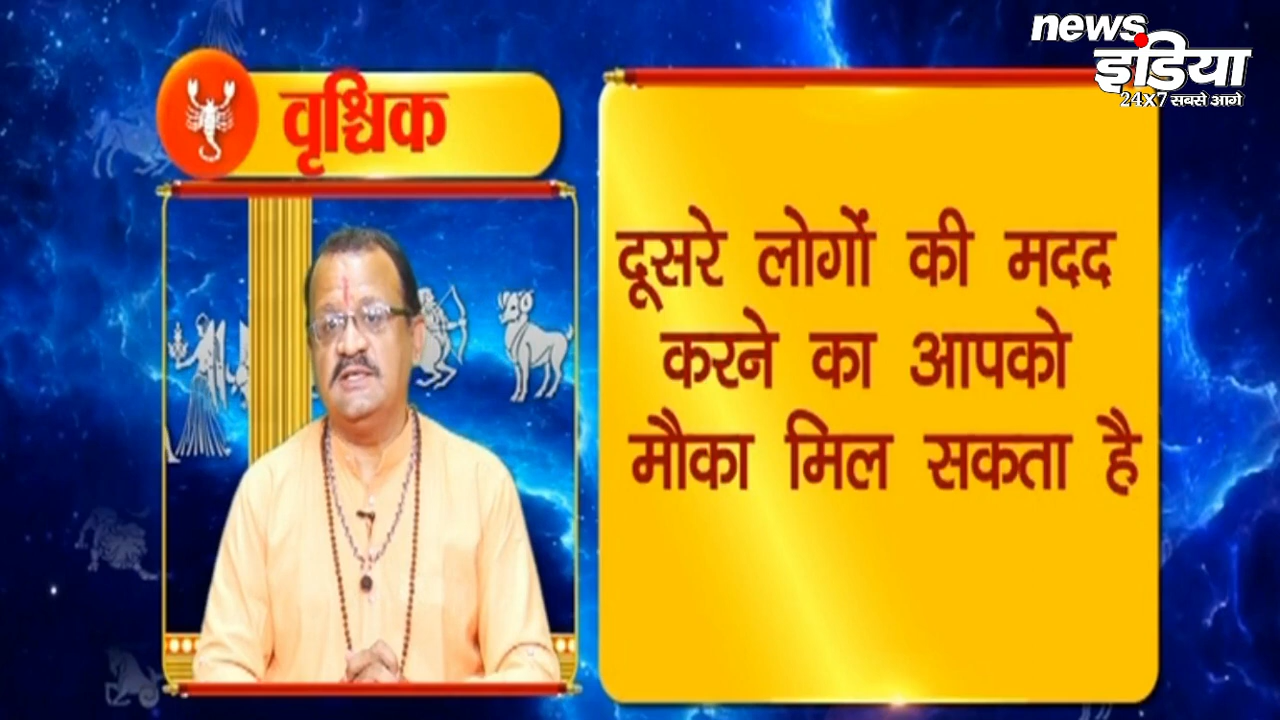 news
इंडिया
24x7 सबसे आगे
वृश्चिक
दूसरे लोगों की मदद
करने का आपको
मौका मिल सकता है